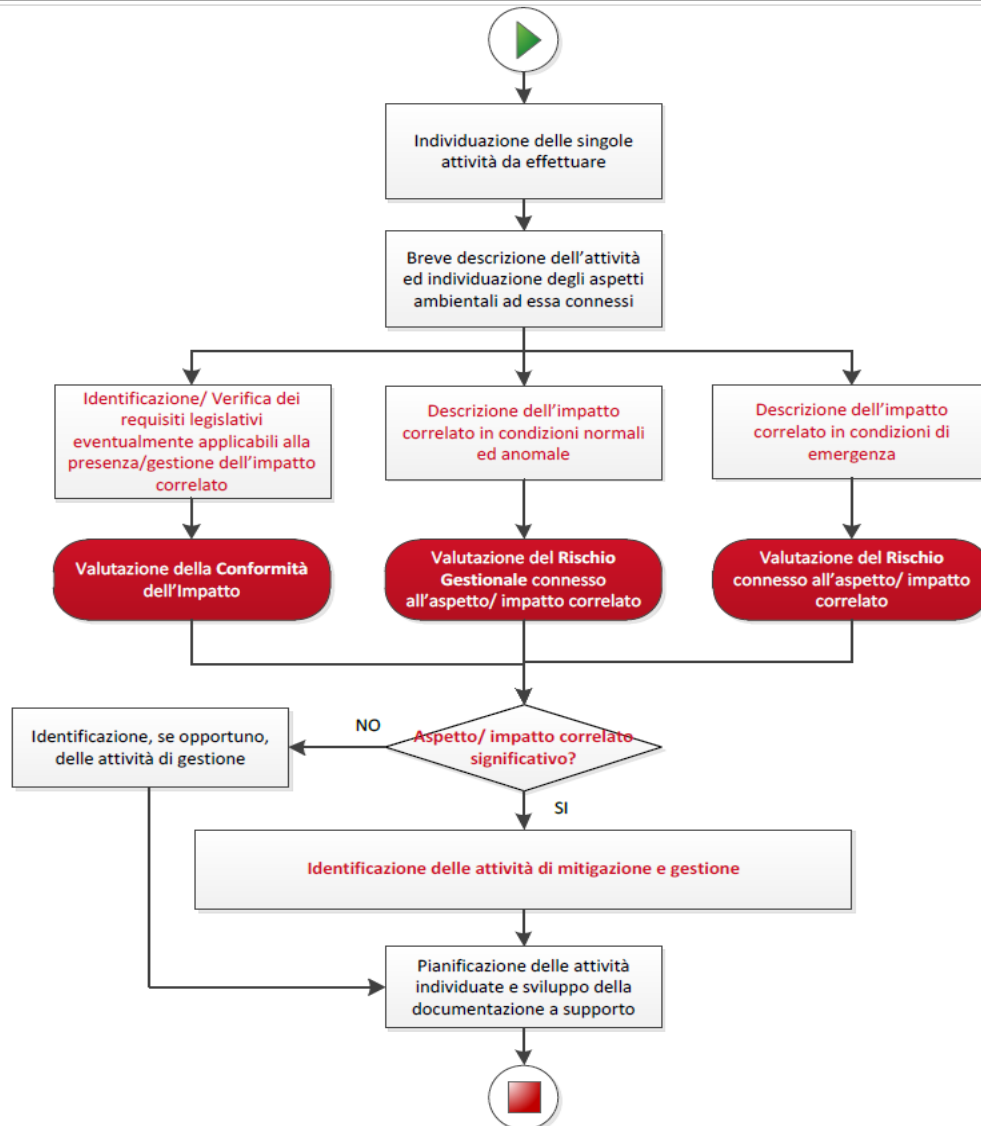 Individuazione delle singole
attività da effettuare
Breve descrizione dell'attività
ed individuazione degli aspetti
ambientali ad essa connessi
Identificazione/ Verifica dei
requisiti legislativi
eventualmente applicabili alla
presenza/gestione dell'impatto
correlato
Descrizione dell'impatto
correlato in condizioni normali
ed anomale
Descrizione dell'impatto
correlato in condizioni di
emergenza
Valutazione della Conformità
dell'Impatto
Valutazione del Rischio
Gestionale connesso
all'aspetto/ impatto correlato
Valutazione del Rischio
connesso all'aspetto/ impatto
correlato
Aspetto/ impatto correlato
significativo?
NO
Identificazione, se opportuno,
delle attività di gestione
SI
Identificazione delle attività di mitigazione e gestione
Pianificazione delle attività
individuate e sviluppo della
documentazione a supporto